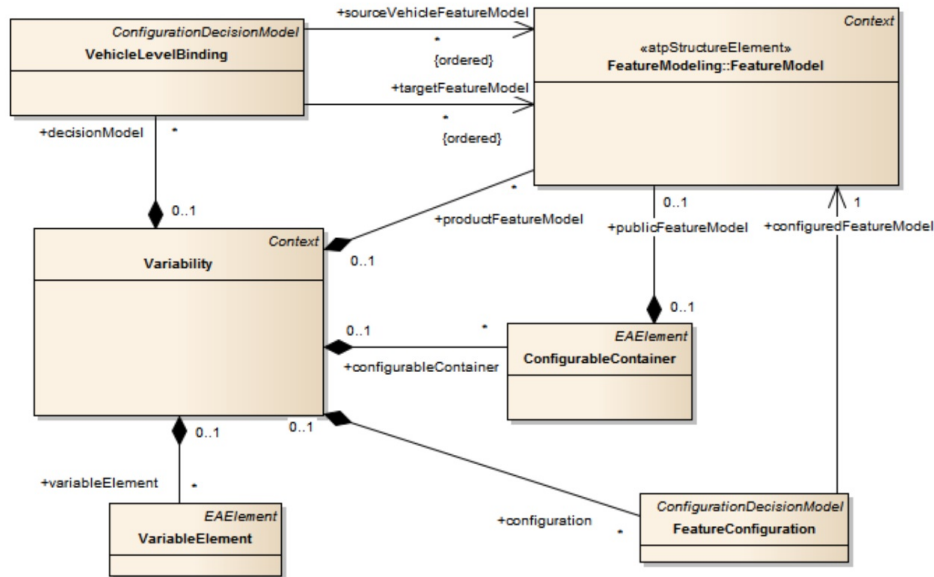 ConfigurationDecisionModel
VehicleLevelBinding
+sourceVehicleFeatureModel
*
{ordered}
+targetFeatureModel
*
{ordered}
Context
«atpStructureElement»
FeatureModeling::FeatureModel
+decisionModel *
0..1
*
+productFeatureModel
0..1
0..1
+publicFeatureModel
0..1
1
+configuredFeatureModel
Context
Variability
0..1 *
+configurableContainer
EAElement
ConfigurableContainer
0..1
0..1
+variableElement *
EAElement
VariableElement
+configuration *
ConfigurationDecisionModel
FeatureConfiguration